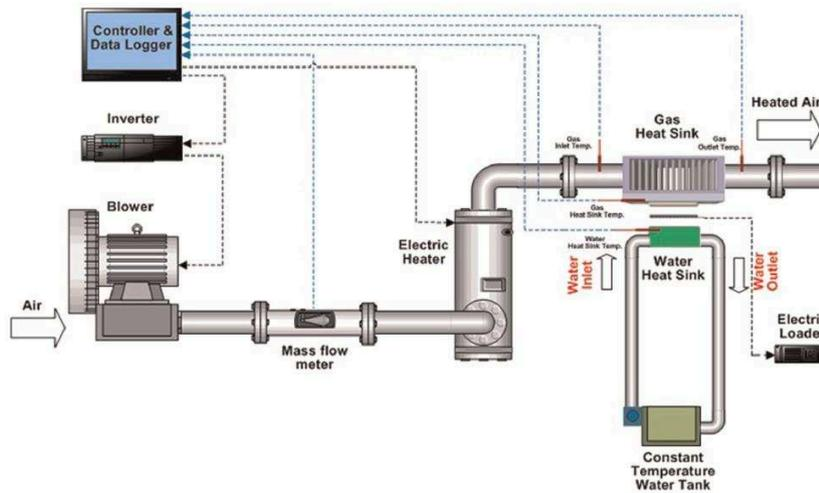 Controller &
Data Logger
Inverter
Blower
Air
Mass flow
meter
Electric
Heater
Gas
Inlet Temp.
Gas
Heat Sink
Gas
Outlet Temp.
Heated Air
Gas
Heat Sink Temp.
Water
Heat Sink Temp.
Water
Inlet
Water
Heat Sink
Water
Outlet
Electric
Loade
Constant
Temperature
Water Tank